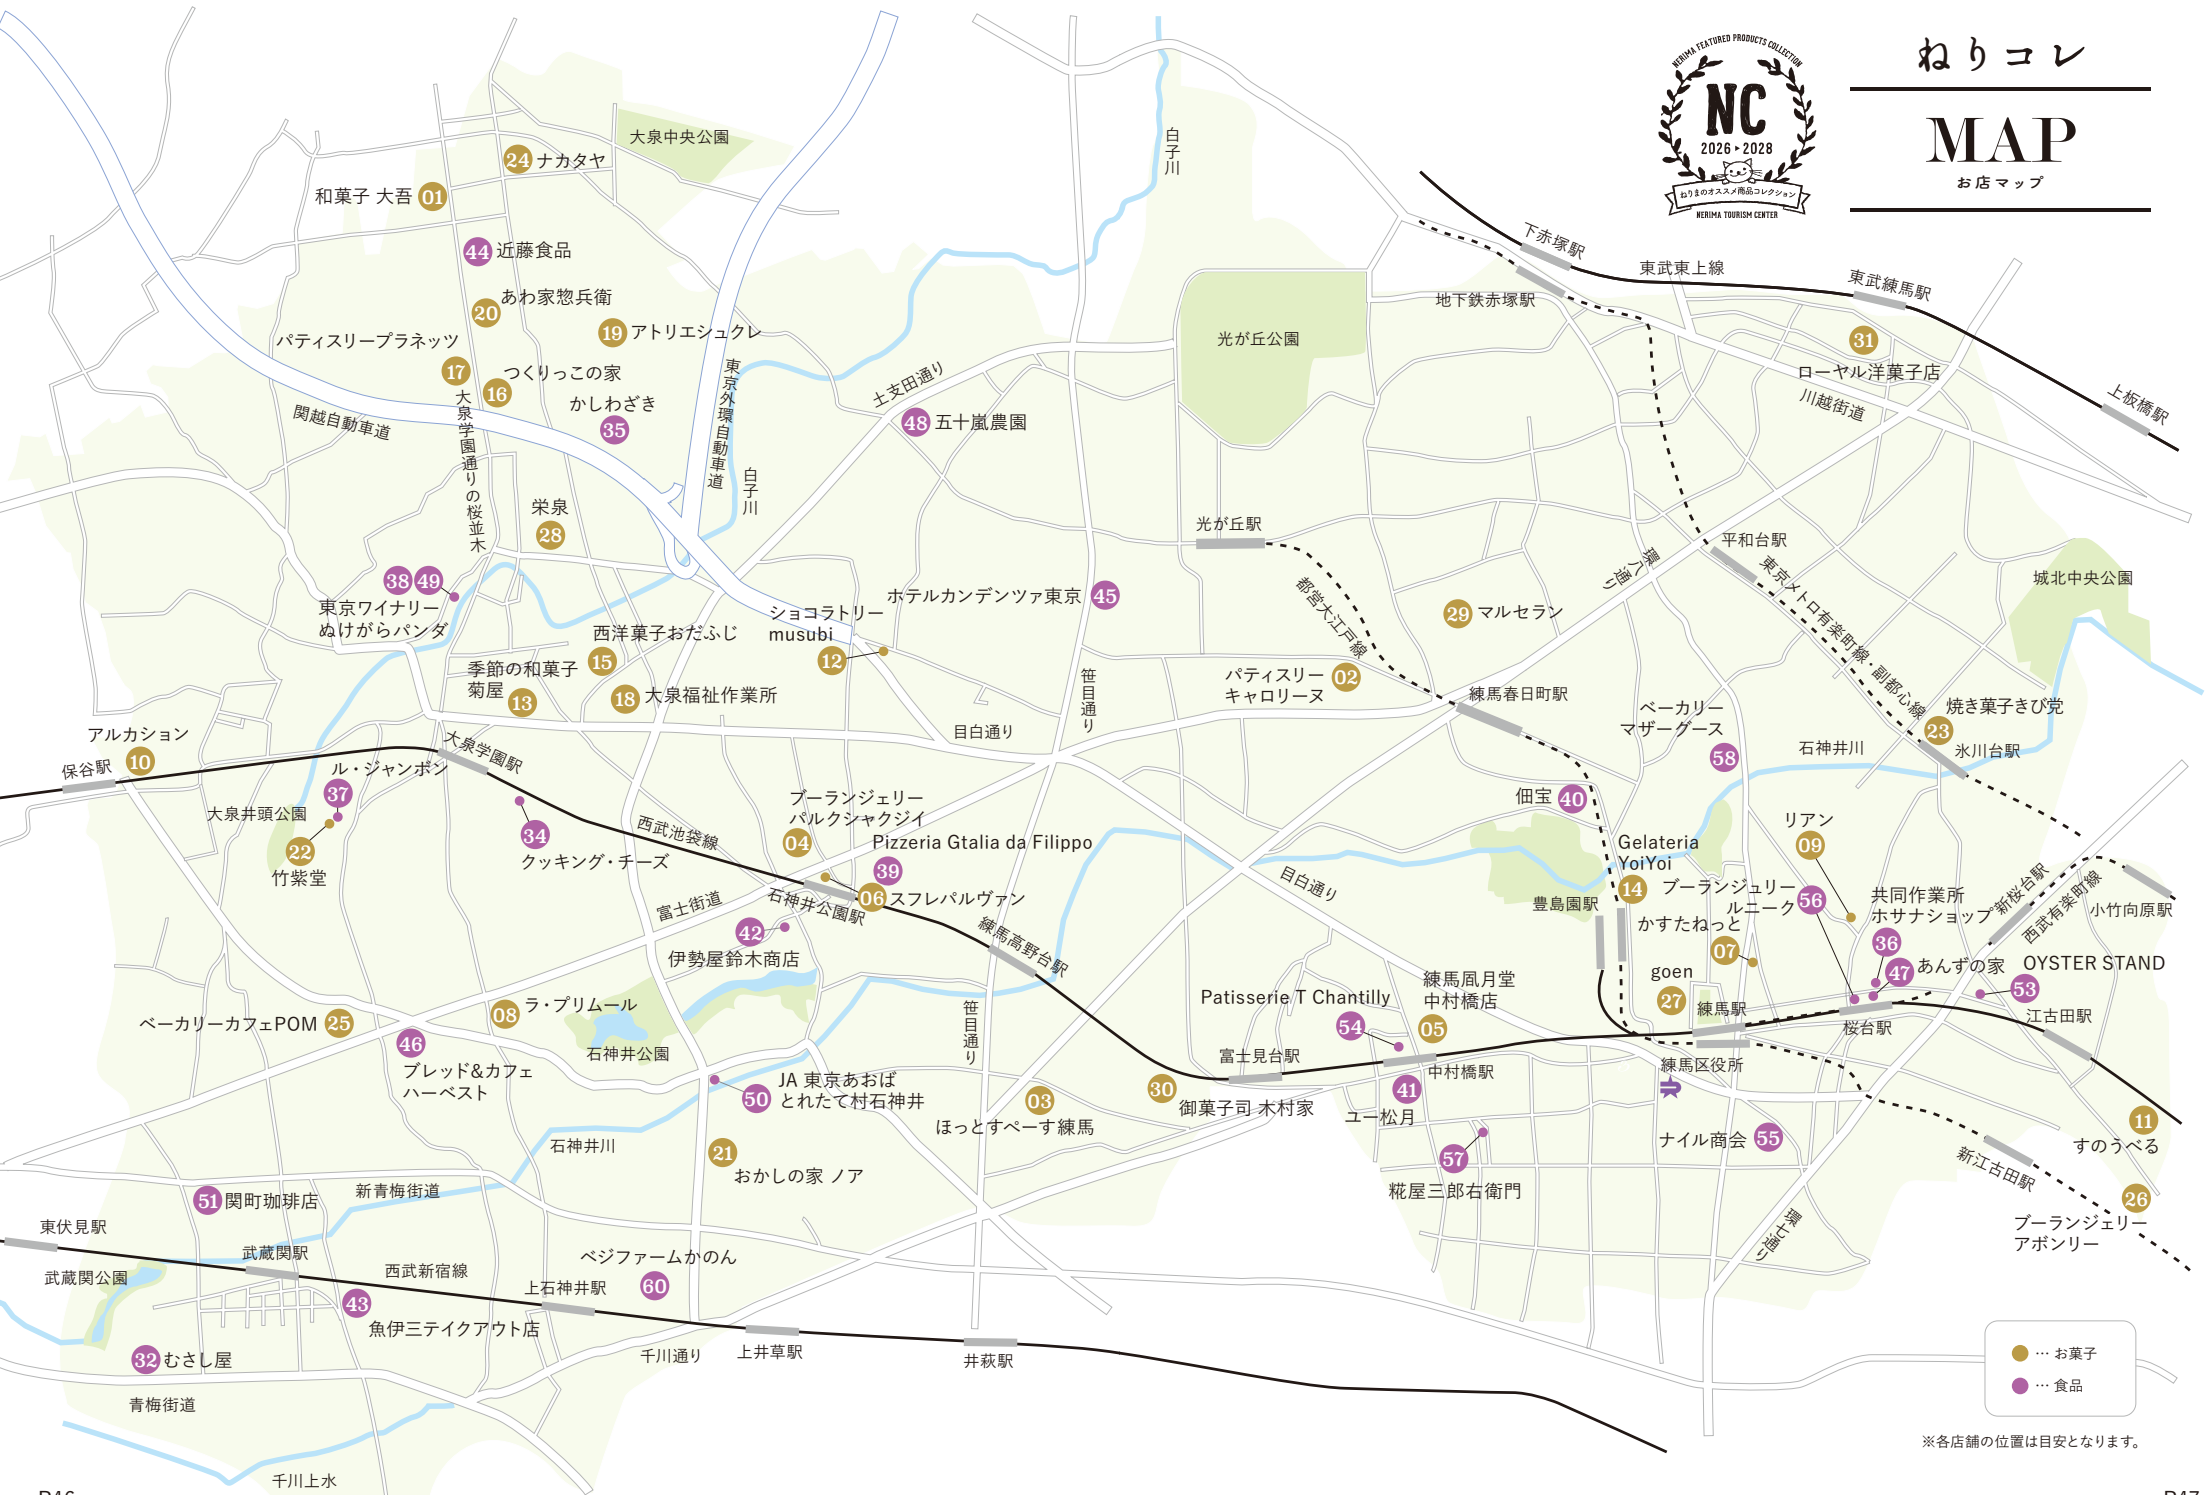 NERIMA FEATURED PRODUCTS COLLECTION
NC
2026▸2028
ねりまのオススメ商品コレクション
NERIMA TOURISM CENTER
ねりコレ
MAP
お店マップ
大泉中央公園
24 ナカタヤ
和菓子 大吾 01
44 近藤食品
あわ家惣兵衛
20
19 アトリエシュクレ
パティスリープラネッツ
17
つくりっこの家
16
かしわざき
35
関越自動車道
大泉学園通りの桜並木
東京外環自動車道
白子川
白子川
土支田通り
48 五十嵐農園
光が丘公園
下赤塚駅
地下鉄赤塚駅
東武東上線
東武練馬駅
31
ローヤル洋菓子店
川越街道
上板橋駅
栄泉
28
光が丘駅
平和台駅
環八通り
城北中央公園
38 49
東京ワイナリー
ぬけがらパンダ
ホテルカンデンツァ東京 45
ショコラトリー
musubi
12
都営大江戸線
29 マルセラン
東京メトロ有楽町線・副都心線
西洋菓子おだふじ
15
季節の和菓子
菊屋
13
18 大泉福祉作業所
笹目通り
パティスリー
キャロリーヌ
02
練馬春日町駅
ベーカリー
マザーグース
58
焼き菓子きび党
23
氷川台駅
石神井川
目白通り
アルカション
10
保谷駅
大泉学園駅
ル・ジャンボン
37
大泉井頭公園
22
竹紫堂
34
クッキング・チーズ
西武池袋線
ブーランジェリー
パルクシャクジイ
04
Pizzeria Gtalia da Filippo
39
06 スフレパルヴァン
石神井公園駅
富士街道
42
伊勢屋鈴木商店
練馬高野台駅
目白通り
佃宝 40
Gelateria
YoiYoi
14
豊島園駅
リアン
09
ブーランジュリー
ルニーク
56
かすたねっと
07
共同作業所
ホサナショップ
36
47 あんずの家
新桜台駅
西武有楽町線
小竹向原駅
OYSTER STAND
53
goen
27
練馬駅
桜台駅
江古田駅
Patisserie T Chantilly
54
練馬凮月堂
中村橋店
05
ベーカリーカフェPOM 25
08 ラ・プリムール
46
ブレッド&カフェ
ハーベスト
石神井公園
笹目通り
富士見台駅
中村橋駅
練馬区役所
50
JA 東京あおば
とれたて村石神井
03
ほっとすぺーす練馬
30
御菓子司 木村家
41
ユー松月
57
糀屋三郎右衛門
ナイル商会 55
11
すのうべる
新江古田駅
26
ブーランジェリー
アボンリー
環七通り
石神井川
21
おかしの家 ノア
51 関町珈琲店
新青梅街道
東伏見駅
武蔵関駅
武蔵関公園
西武新宿線
ベジファームかのん
60
上石神井駅
43
魚伊三テイクアウト店
32 むさし屋
青梅街道
千川通り
上井草駅
井荻駅
千川上水
… お菓子
… 食品
※各店舗の位置は目安となります。